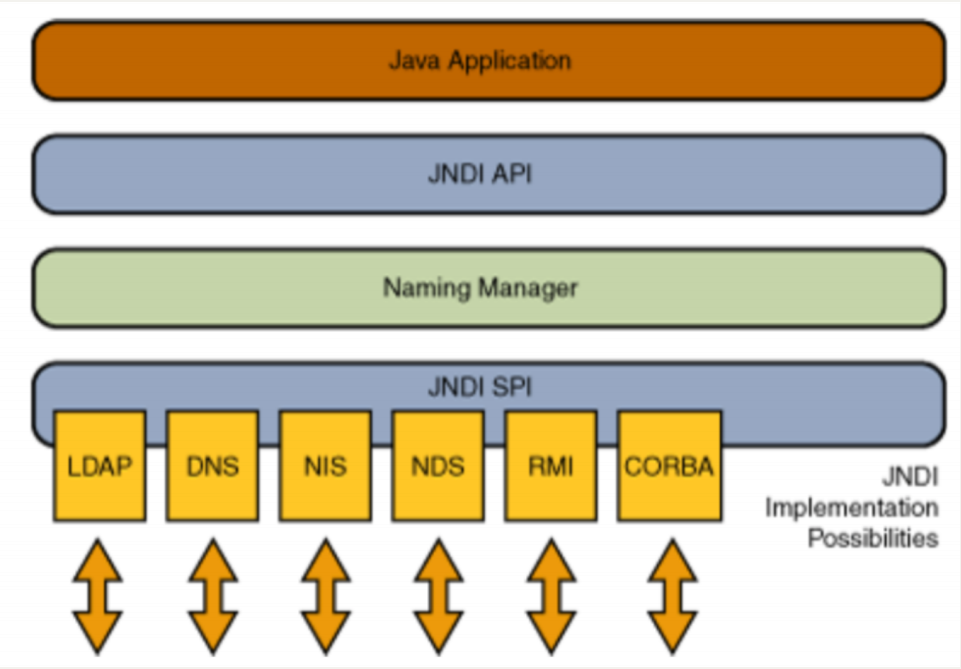 Java Application
JNDI API
Naming Manager
JNDI SPI
LDAP
DNS
NIS
NDS
RMI
CORBA
JNDI
Implementation
Possibilities